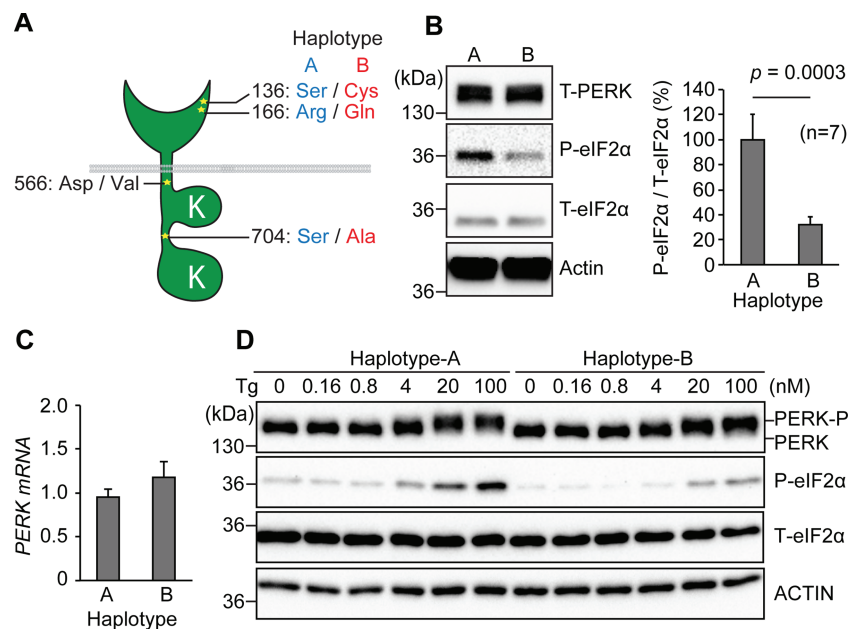 A
Haplotype
A B
136: Ser / Cys
166: Arg / Gln
566: Asp / Val
K
704: Ser / Ala
K
B
A B
(kDa)
T-PERK
130
P-eIF2α
36
T-eIF2α
36
Actin
36
p = 0.0003
(n=7)
P-eIF2α / T-eIF2α (%)
140
120
100
80
60
40
20
0
A B
Haplotype
C
PERK mRNA
2.0
1.5
1.0
0.5
0
A B
Haplotype
D
Haplotype-A Haplotype-B
Tg 0 0.16 0.8 4 20 100 0 0.16 0.8 4 20 100 (nM)
(kDa)
PERK-P
PERK
130
P-eIF2α
36
T-eIF2α
36
ACTIN
36